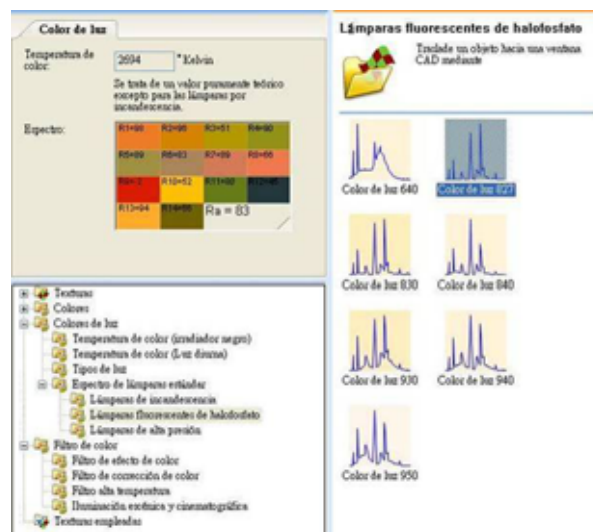 Color de luz
Temperatura de
color:
2694
° Kelvin
Se trata de un valor puramente teórico
excepto para las lámparas por
incandescencia.
Espectro:
R1=98 R2=96 R3=81 R4=80
R6=83 R7=89 R8=66
R10=52
R13=94
Ra = 83
Texturas
Colores
Colores de luz
Temperatura de color (irradiador negro)
Temperatura de color (Luz diurna)
Tipos de luz
Espectro de lámparas estándar
Lámparas de incandescencia
Lámparas fluorescentes de halofosfato
Lámparas de alta presión
Filtro de color
Filtro de efecto de color
Filtro de corrección de color
Filtro alta temperatura
Iluminación escénica y cinematográfica
Texturas empleadas
Lámparas fluorescentes de halofosfato
Traslade un objeto hacia una ventana
CAD mediante
Color de luz 640 Color de luz 827
Color de luz 830 Color de luz 840
Color de luz 930 Color de luz 940
Color de luz 950